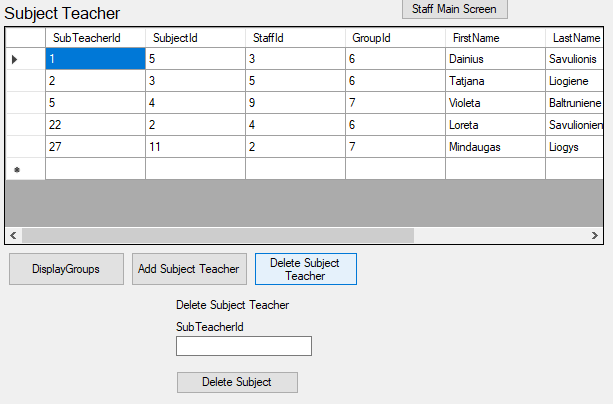 Staff Main Screen
Subject Teacher
SubTeacherId SubjectId StaffId GroupId FirstName LastName
1 5 3 6 Dainius Savulionis
2 3 5 6 Tatjana Liogiene
5 4 9 7 Violeta Baltruniene
22 2 4 6 Loreta Savulionien
27 11 2 7 Mindaugas Liogys
DisplayGroups Add Subject Teacher Delete Subject Teacher
Delete Subject Teacher
SubTeacherId
Delete Subject